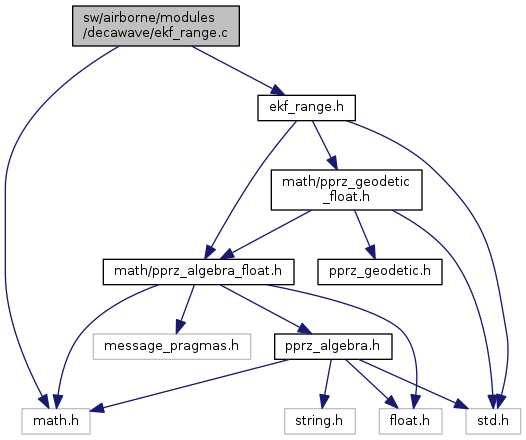 sw/airborne/modules
/decawave/ekf_range.c
ekf_range.h
math/pprz_geodetic
_float.h
math/pprz_algebra_float.h
pprz_geodetic.h
message_pragmas.h
pprz_algebra.h
math.h
string.h
float.h
std.h